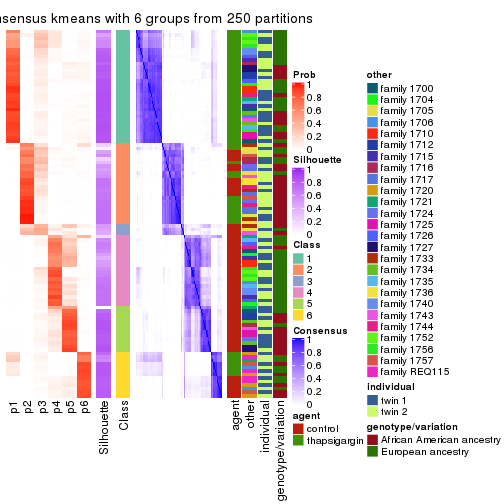 nsensus kmeans with 6 groups from 250 partitions
p1
p2
p3
p4
p5
p6
Silhouette
Class
agent
other
individual
genotype/variation
Prob
1
0.8
0.6
0.4
0.2
0
Silhouette
1
0.8
0.6
0.4
0.2
0
Class
1
2
3
4
5
6
Consensus
1
0.8
0.6
0.4
0.2
0
agent
control
thapsigargin
other
family 1700
family 1704
family 1705
family 1706
family 1710
family 1712
family 1715
family 1716
family 1717
family 1720
family 1721
family 1724
family 1725
family 1726
family 1727
family 1733
family 1734
family 1735
family 1736
family 1740
family 1743
family 1744
family 1752
family 1756
family 1757
family REQ115
individual
twin 1
twin 2
genotype/variation
African American ancestry
European ancestry